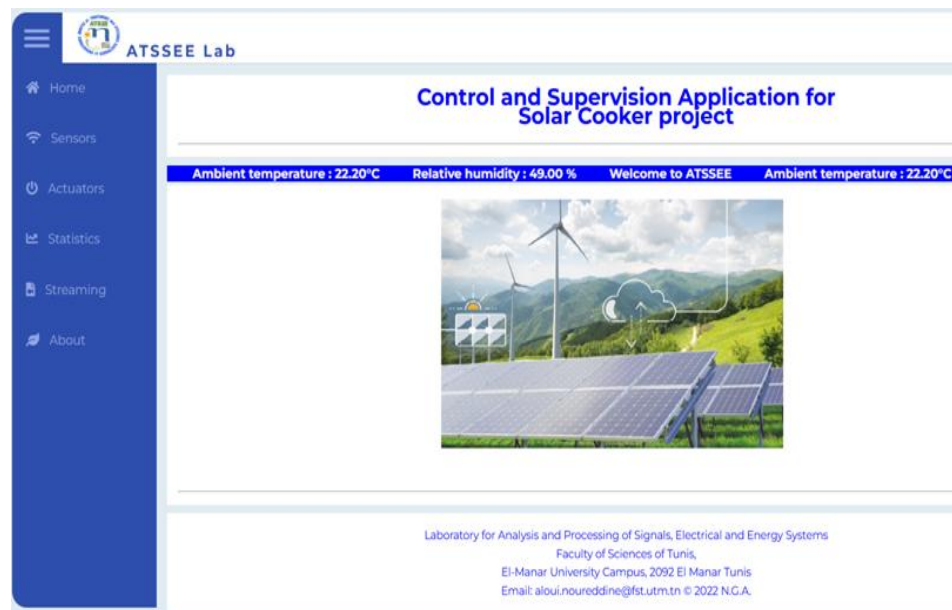 ATSSEE Lab
Home
Sensors
Actuators
Statistics
Streaming
About
Control and Supervision Application for
Solar Cooker project
Ambient temperature : 22.20°C Relative humidity : 49.00 % Welcome to ATSSEE Ambient temperature : 22.20°C
Laboratory for Analysis and Processing of Signals, Electrical and Energy Systems
Faculty of Sciences of Tunis,
El-Manar University Campus, 2092 El Manar Tunis
Email: aloui.noureddine@fst.utm.tn © 2022 N.G.A.